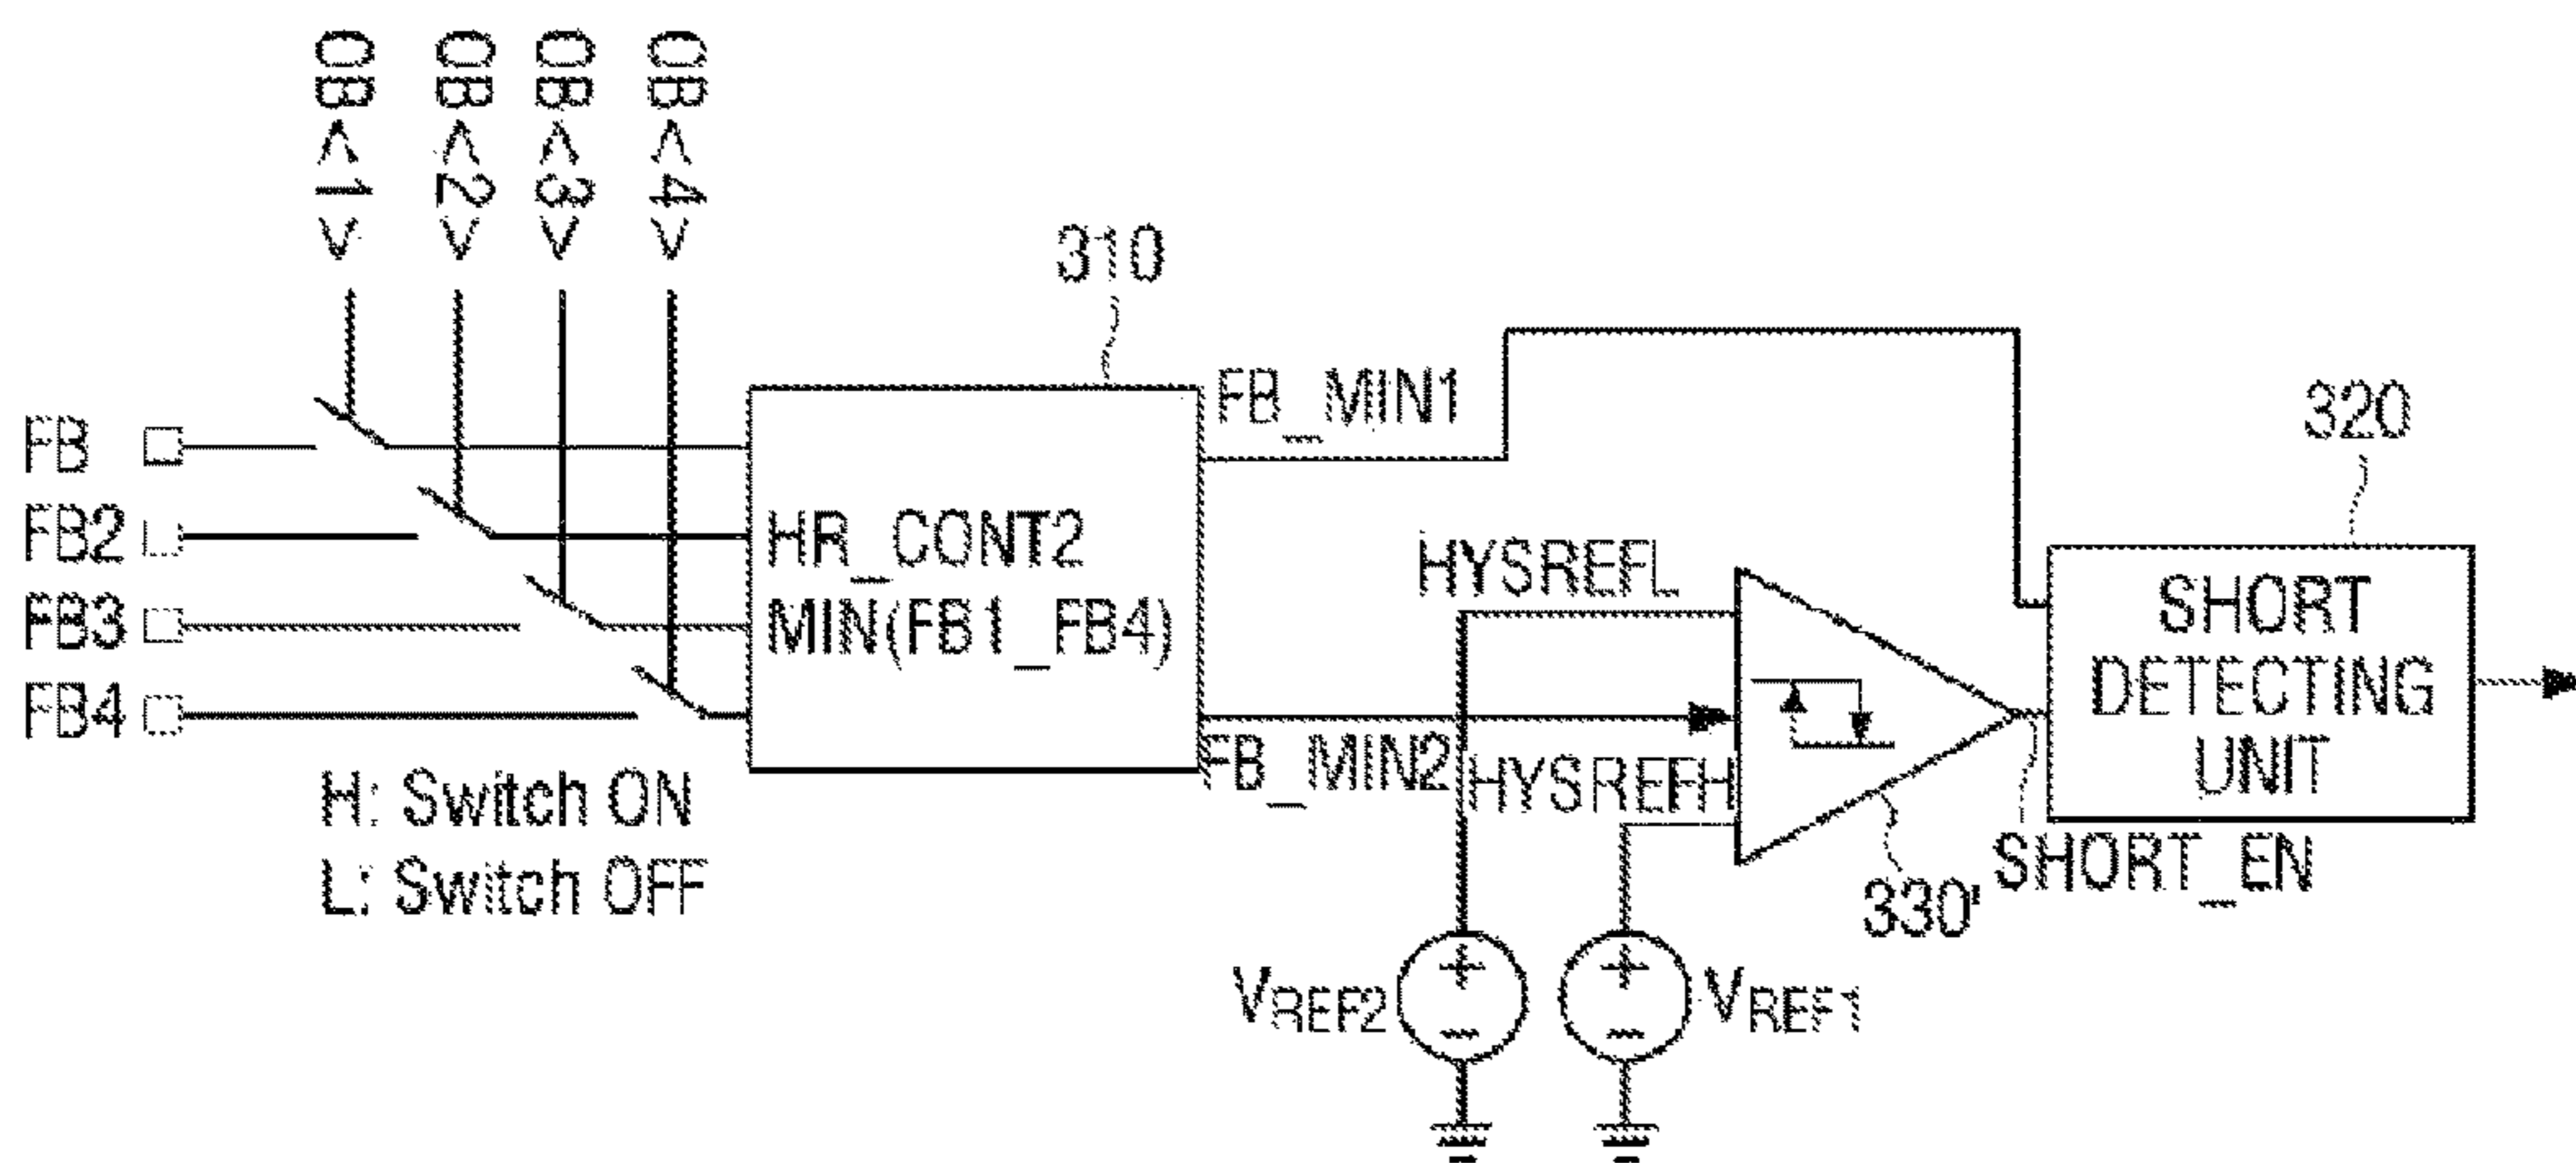 OB<1>
OB<2>
OB<3>
OB<4>
310
FB
FB2
FB3
FB4
HR_CONT2
MIN(FB1_FB4)
FB_MIN1
FB_MIN2
HYSREFL
HYSREFH
320
SHORT
DETECTING
UNIT
SHORT_EN
330'
H: Switch ON
L: Switch OFF
+
-
+
-
VREF2
VREF1